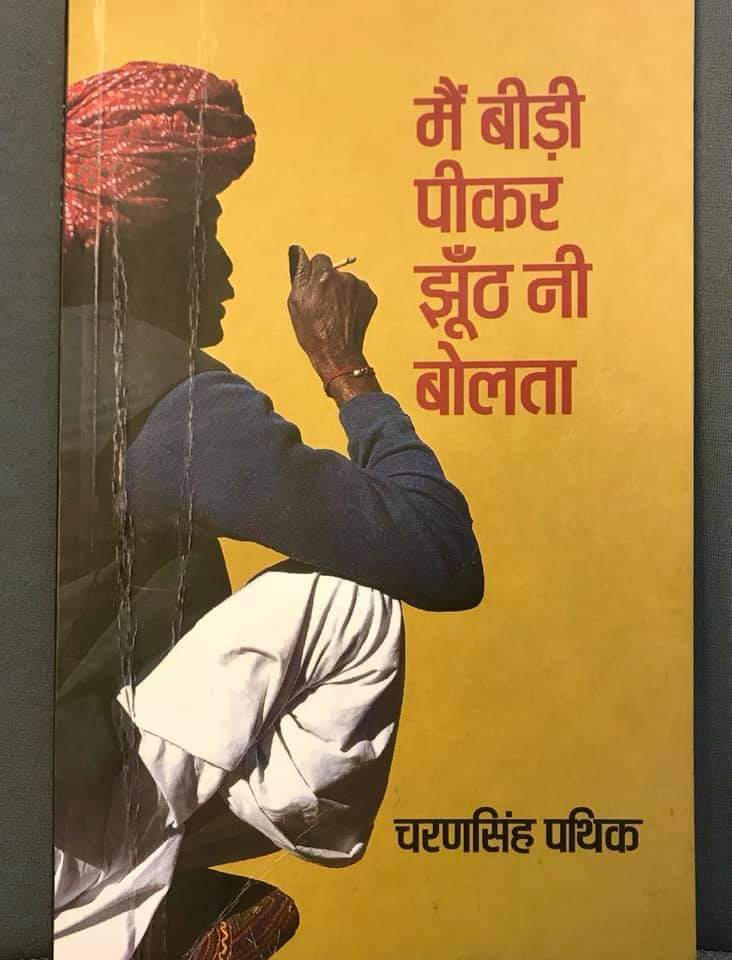 मैं बीड़ी
पीकर
झूँठ नी
बोलता
चरणसिंह पथिक